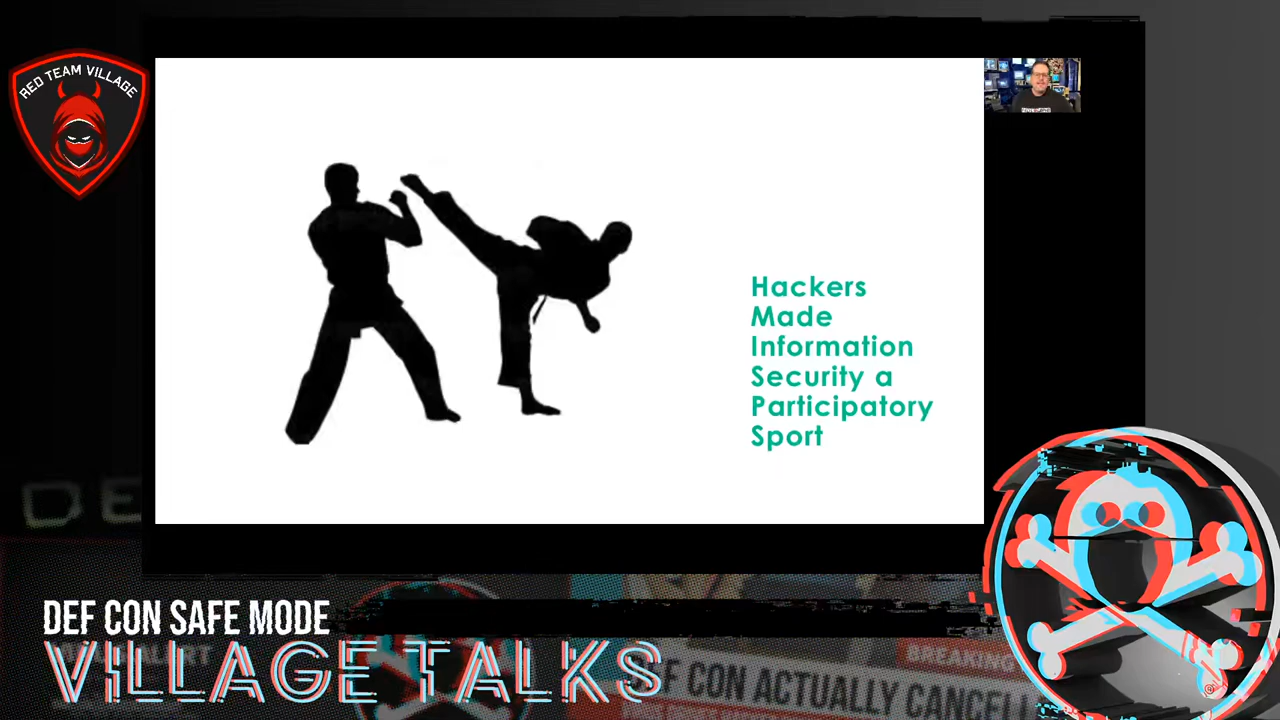 RED TEAM VILLAGE
Hackers
Made
Information
Security a
Participatory
Sport
DEF CON SAFE MODE
VILLAGE TALKS
BREAKING
DEF CON ACTUALLY CANCELL